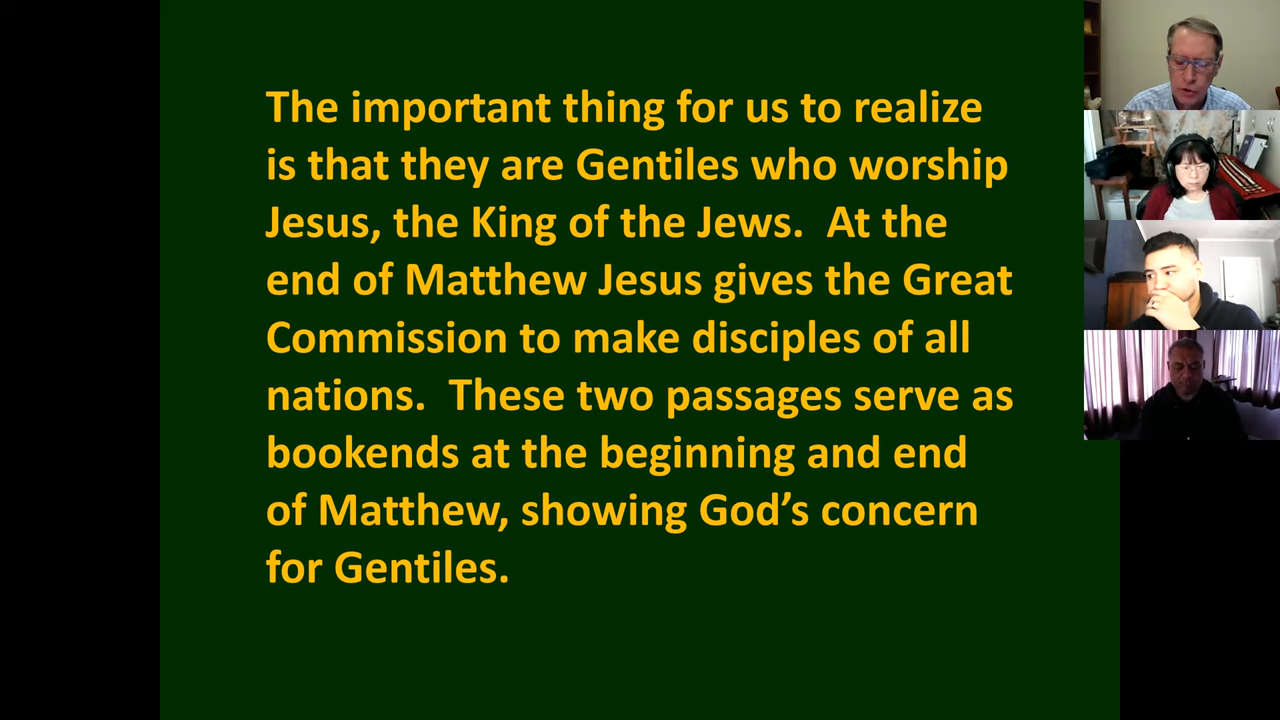 The important thing for us to realize
is that they are Gentiles who worship
Jesus, the King of the Jews.  At the
end of Matthew Jesus gives the Great
Commission to make disciples of all
nations.  These two passages serve as
bookends at the beginning and end
of Matthew, showing God’s concern
for Gentiles.